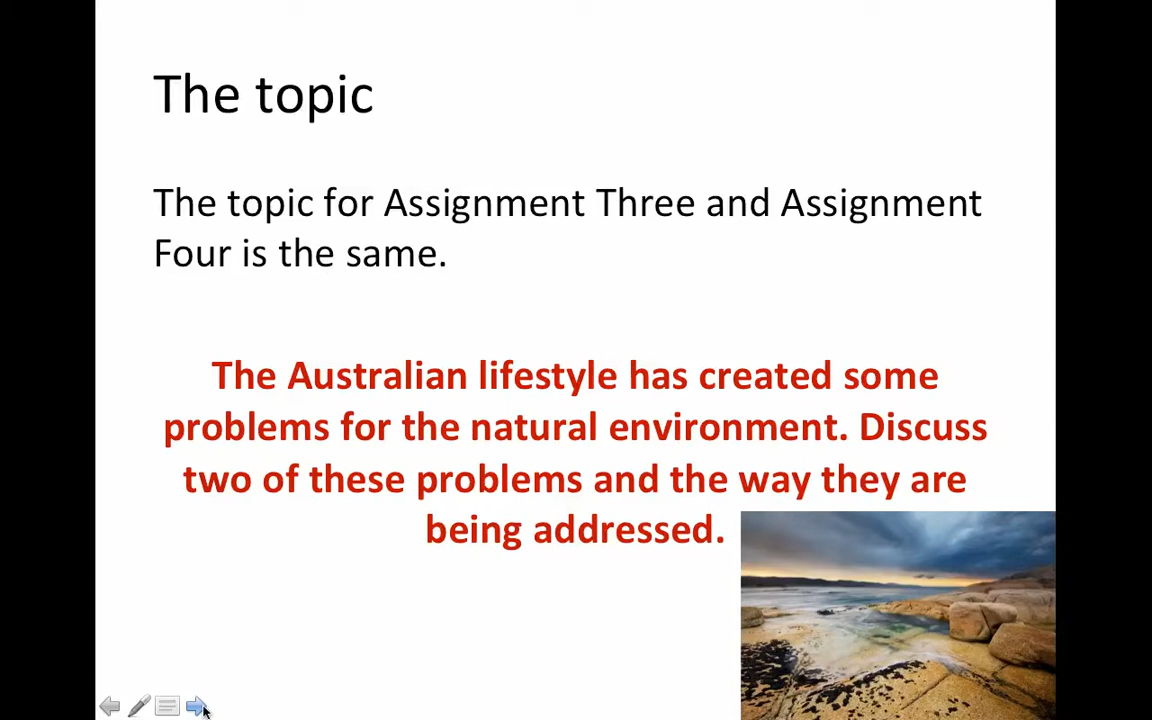 The topic
The topic for Assignment Three and Assignment
Four is the same.
The Australian lifestyle has created some
problems for the natural environment. Discuss
two of these problems and the way they are
being addressed.